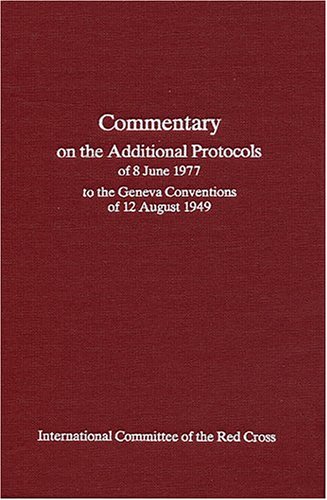 Commentary
on the Additional Protocols
of 8 June 1977
to the Geneva Conventions
of 12 August 1949
International Committee of the Red Cross